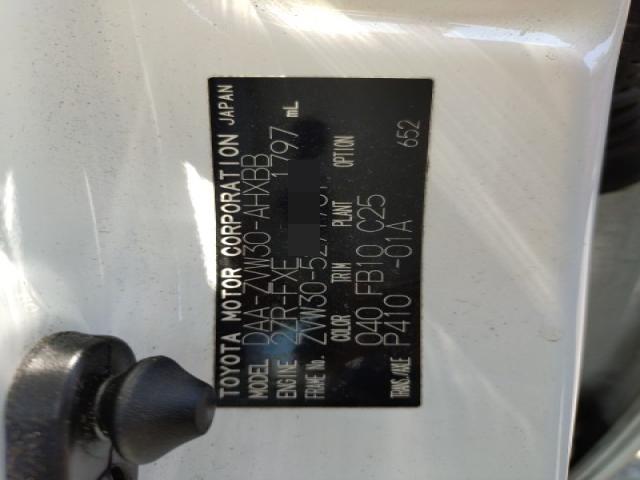 TOYOTA MOTOR CORPORATION JAPAN
MODEL DAA-ZVW30-AHXBB
ENGINE 2ZR-FXE 1797 mL
FRAME No. ZVW30-
COLOR TRIM PLANT OPTION
040 FB10 C25
TRANS./AXLE P410 -01A 652